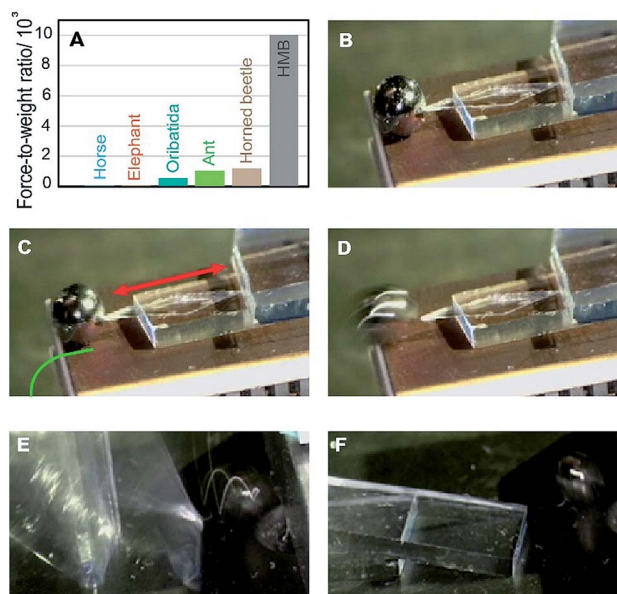 A
Force-to-weight ratio/ 10³
10
8
6
4
2
0
Horse
Elephant
Oribatida
Ant
Horned beetle
HMB
B
C
D
E
F